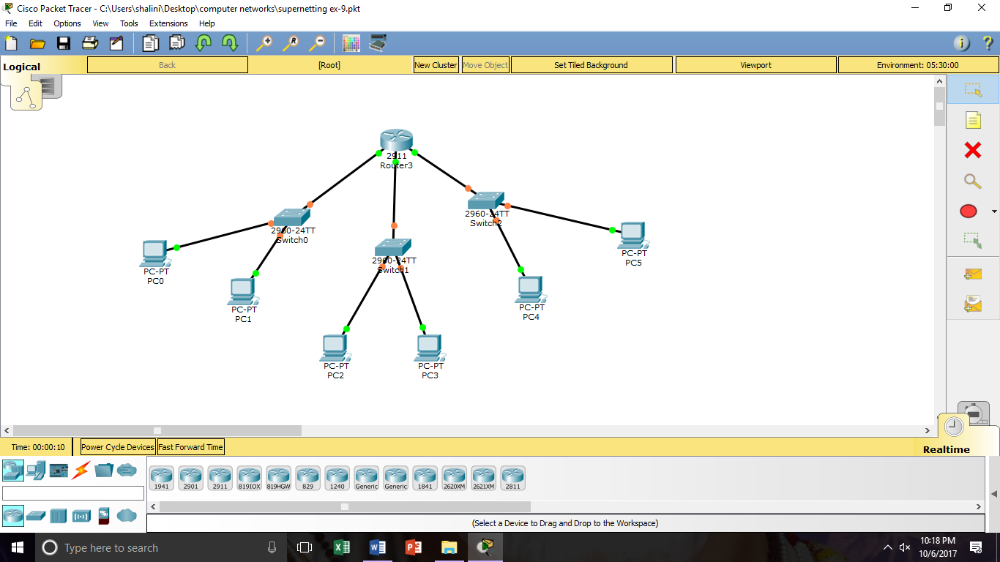 Cisco Packet Tracer - C:\Users\shalini\Desktop\computer networks\supernetting ex-9.pkt
File Edit Options View Tools Extensions Help
Logical
Back
[Root]
New Cluster
Move Object
Set Tiled Background
Viewport
Environment: 05:30:00
2911
Router3
2960-24TT
Switch0
2960-24TT
Switch1
2960-24TT
Switch2
PC-PT
PC0
PC-PT
PC1
PC-PT
PC2
PC-PT
PC3
PC-PT
PC4
PC-PT
PC5
Time: 00:00:10
Power Cycle Devices
Fast Forward Time
Realtime
1941
2901
2911
819IOX
819HGW
829
1240
Generic
Generic
1841
2620XM
2621XM
2811
(Select a Device to Drag and Drop to the Workspace)
Type here to search
10:18 PM
10/6/2017